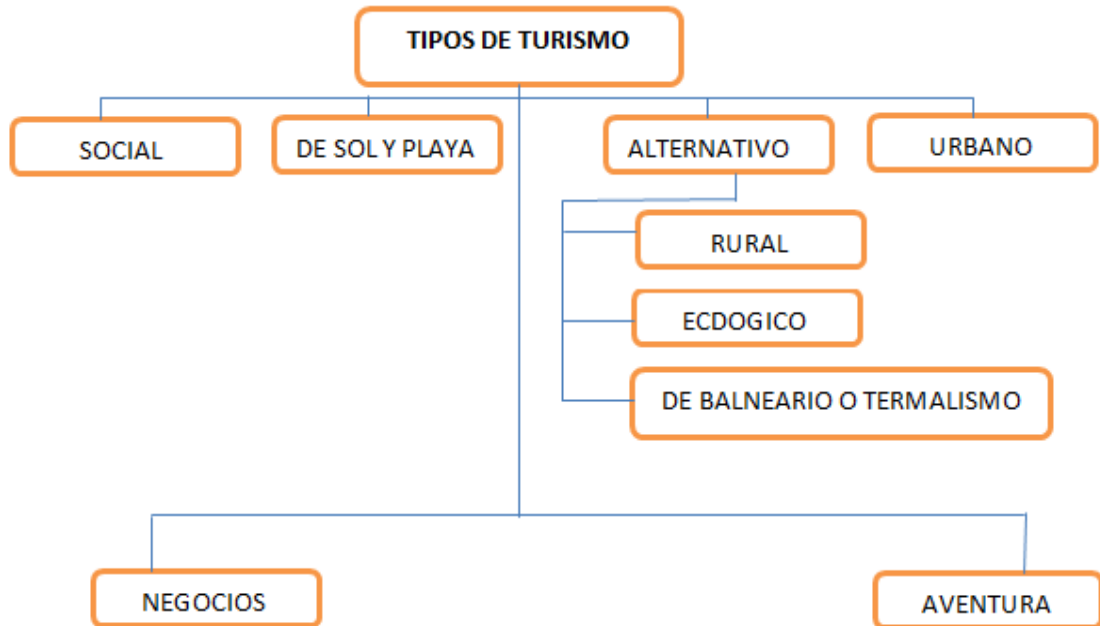 TIPOS DE TURISMO
SOCIAL
DE SOL Y PLAYA
ALTERNATIVO
URBANO
RURAL
ECDOGICO
DE BALNEARIO O TERMALISMO
NEGOCIOS
AVENTURA